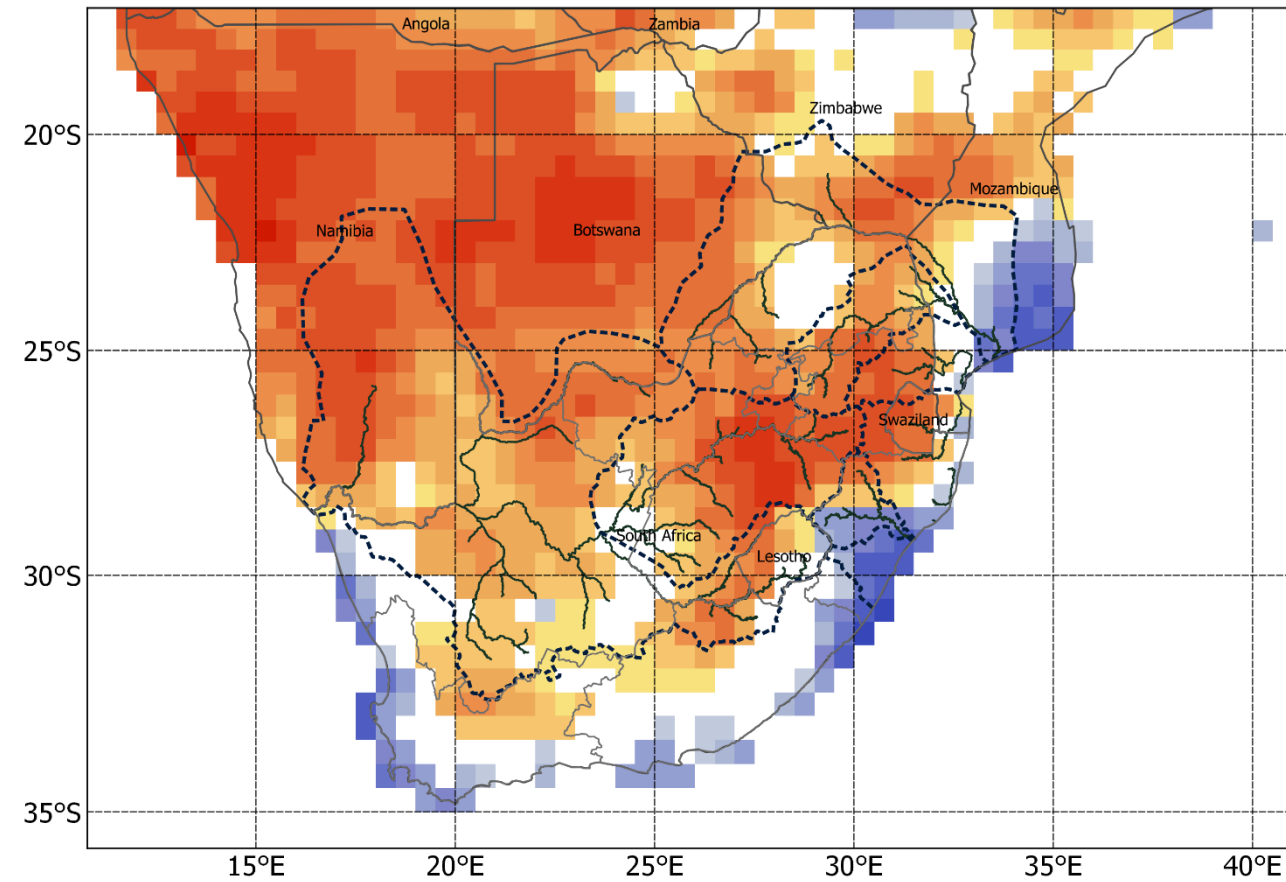 Angola
Zambia
Zimbabwe
20°S
Mozambique
Namibia
Botswana
25°S
Swaziland
South Africa
Lesotho
30°S
35°S
15°E
20°E
25°E
30°E
35°E
40°E